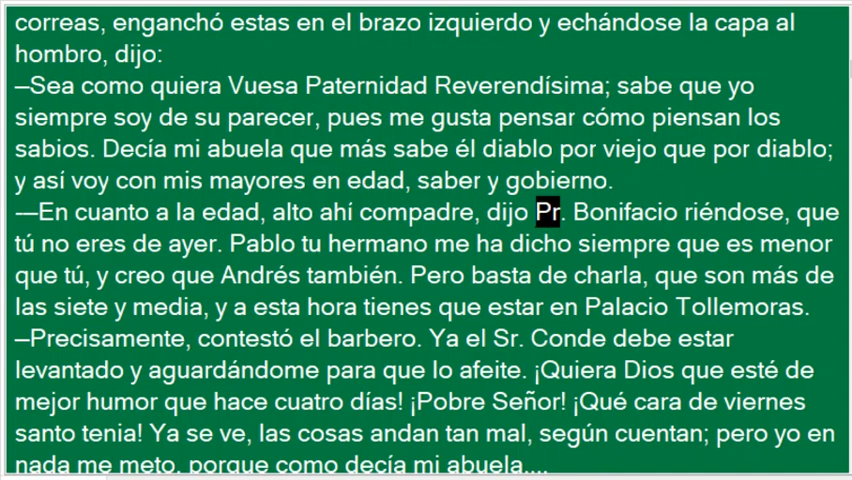 correas, enganchó estas en el brazo izquierdo y echándose la capa al
hombro, dijo:
—Sea como quiera Vuesa Paternidad Reverendísima; sabe que yo
siempre soy de su parecer, pues me gusta pensar cómo piensan los
sabios. Decía mi abuela que más sabe él diablo por viejo que por diablo;
y así voy con mis mayores en edad, saber y gobierno.
-—En cuanto a la edad, alto ahí compadre, dijo Pr. Bonifacio riéndose, que
tú no eres de ayer. Pablo tu hermano me ha dicho siempre que es menor
que tú, y creo que Andrés también. Pero basta de charla, que son más de
las siete y media, y a esta hora tienes que estar en Palacio Tollemoras.
—Precisamente, contestó el barbero. Ya el Sr. Conde debe estar
levantado y aguardándome para que lo afeite. ¡Quiera Dios que esté de
mejor humor que hace cuatro días! ¡Pobre Señor! ¡Qué cara de viernes
santo tenia! Ya se ve, las cosas andan tan mal, según cuentan; pero yo en
nada me meto, porque como decía mi abuela....